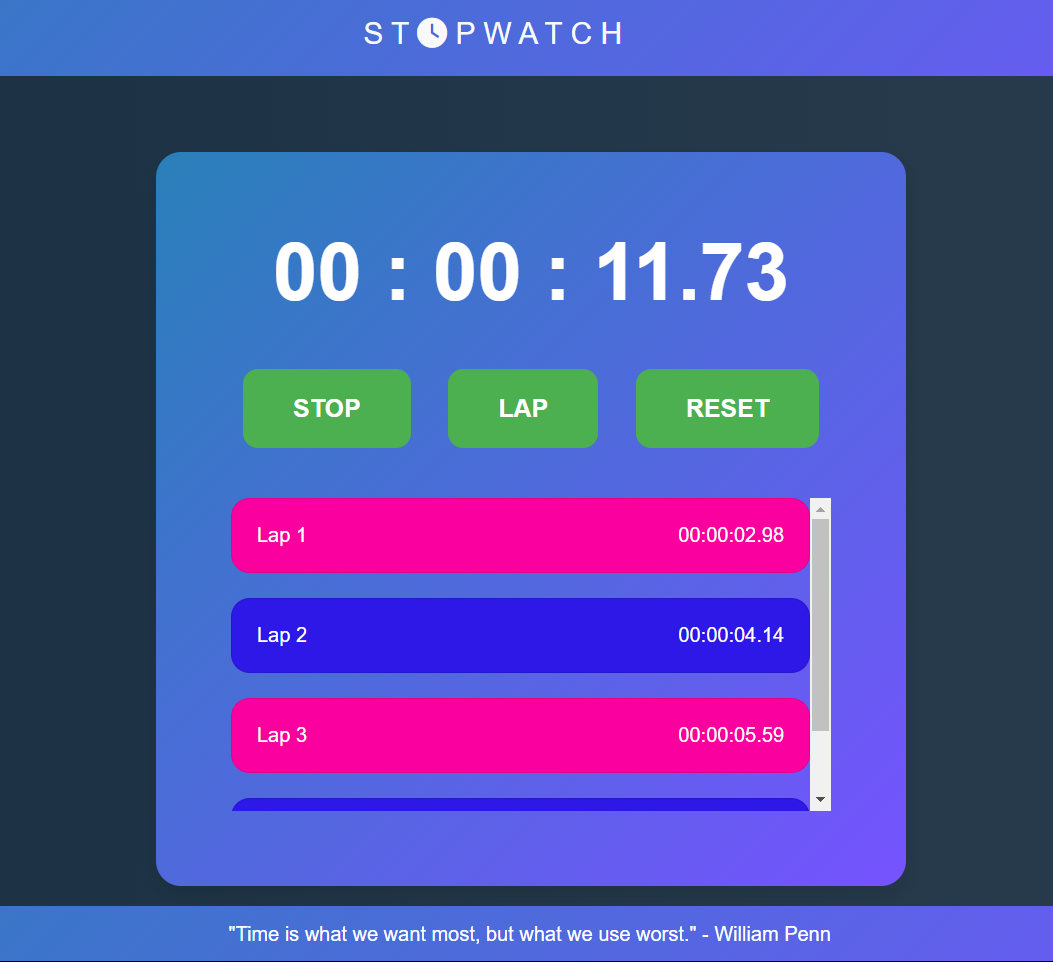 STOPWATCH
00 : 00 : 11.73
STOP LAP RESET
Lap 1 00:00:02.98
Lap 2 00:00:04.14
Lap 3 00:00:05.59
"Time is what we want most, but what we use worst." - William Penn